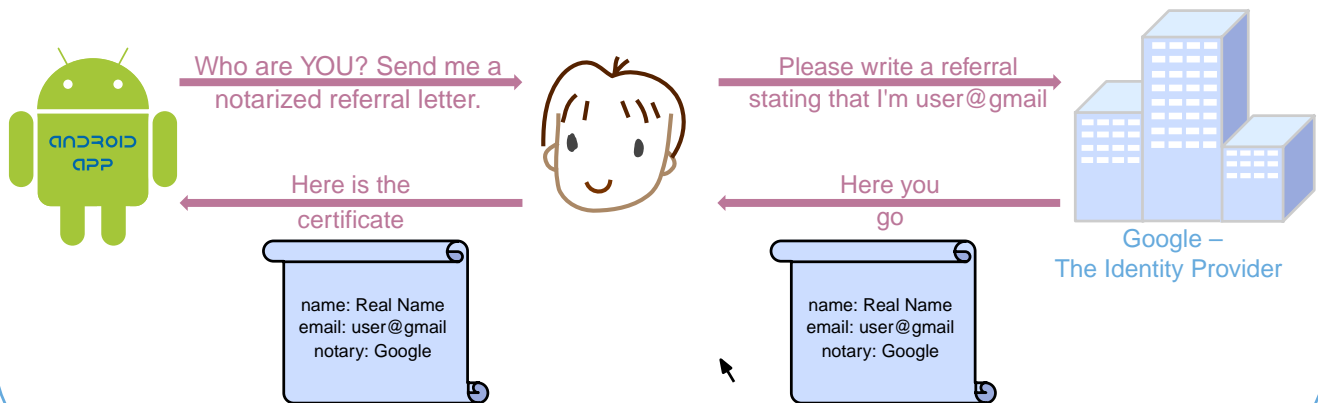 Who are YOU? Send me a
notarized referral letter.
Please write a referral
stating that I'm user@gmail
ANDROID
APP
Here is the
certificate
Here you
go
Google –
The Identity Provider
name: Real Name
email: user@gmail
notary: Google
name: Real Name
email: user@gmail
notary: Google